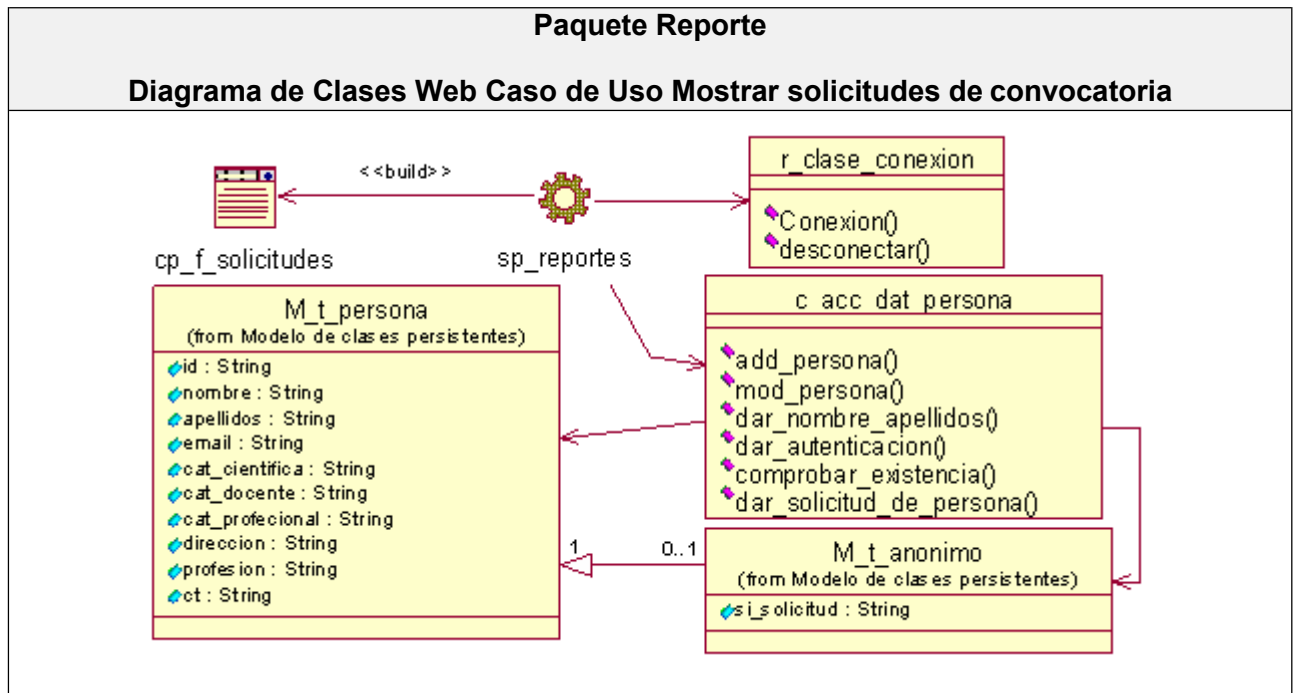 Paquete Reporte
Diagrama de Clases Web Caso de Uso Mostrar solicitudes de convocatoria
<<build>>
cp_f_solicitudes
sp_reportes
r_clase_conexion
Conexion()
desconectar()
M_t_persona
(from Modelo de clases persistentes)
id : String
nombre : String
apellidos : String
email : String
cat_cientifica : String
cat_docente : String
cat_profecional : String
direccion : String
profesion : String
ct : String
c_acc_dat_persona
add_persona()
mod_persona()
dar_nombre_apellidos()
dar_autenticacion()
comprobar_existencia()
dar_solicitud_de_persona()
1
0..1
M_t_anonimo
(from Modelo de clases persistentes)
si_solicitud : String